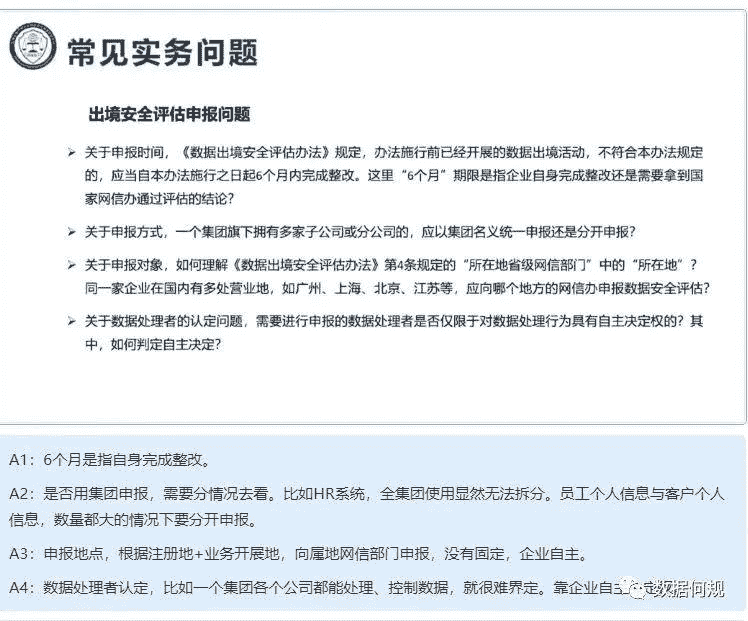 常见实务问题
出境安全评估申报问题
➢ 关于申报时间，《数据出境安全评估办法》规定，办法施行前已经开展的数据出境活动，不符合本办法规定
的，应当自本办法施行之日起6个月内完成整改。这里“6个月”期限是指企业自身完成整改还是需要拿到国
家网信办通过评估的结论？
➢ 关于申报方式，一个集团旗下拥有多家子公司或分公司的，应以集团名义统一申报还是分开申报？
➢ 关于申报对象，如何理解《数据出境安全评估办法》第4条规定的“所在地省级网信部门”中的“所在地”？
同一家企业在国内有多处营业地，如广州、上海、北京、江苏等，应向哪个地方的网信办申报数据安全评估？
➢ 关于数据处理者的认定问题，需要进行申报的数据处理者是否仅限于对数据处理行为具有自主决定权的？其
中，如何判定自主决定？
A1：6个月是指自身完成整改。
A2：是否用集团申报，需要分情况去看。比如HR系统，全集团使用显然无法拆分。员工个人信息与客户个人
信息，数量都大的情况下要分开申报。
A3：申报地点，根据注册地+业务开展地，向属地网信部门申报，没有固定，企业自主。
A4：数据处理者认定，比如一个集团各个公司都能处理、控制数据，就很难界定。靠企业自主
数据何规